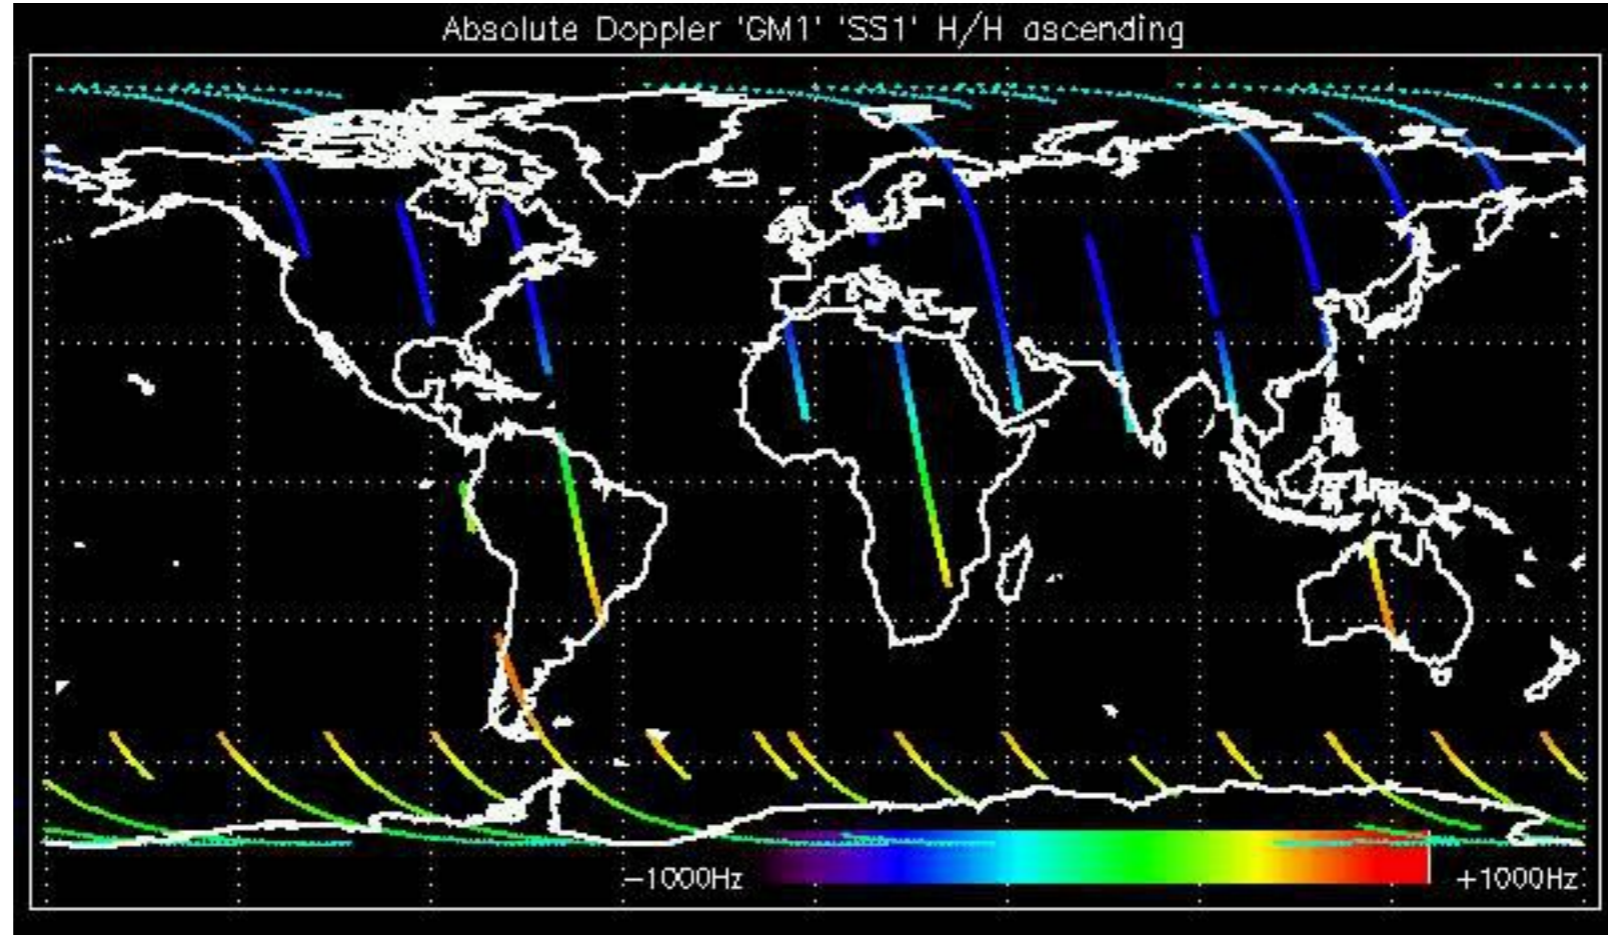 Absolute Doppler 'GM1' 'SS1' H/H ascending
−1000Hz
+1000Hz